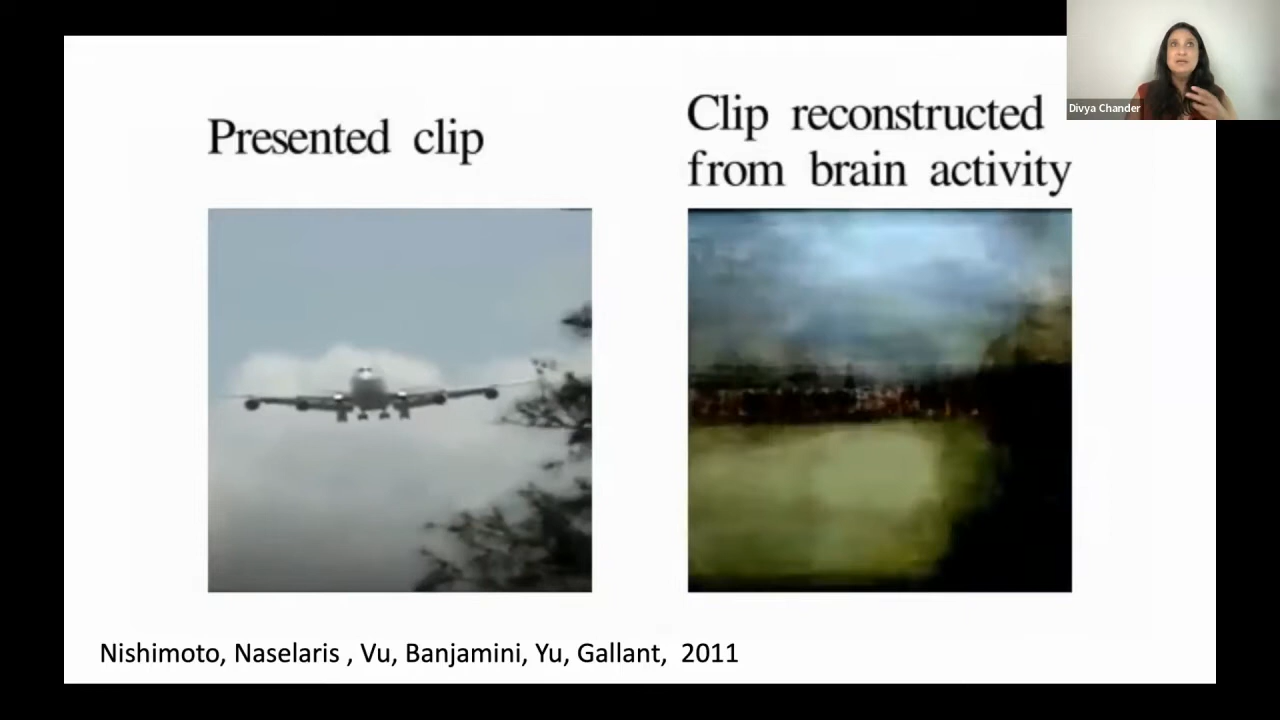 Presented clip
Clip reconstructed
from brain activity
Divya Chander
Nishimoto, Naselaris , Vu, Banjamini, Yu, Gallant, 2011